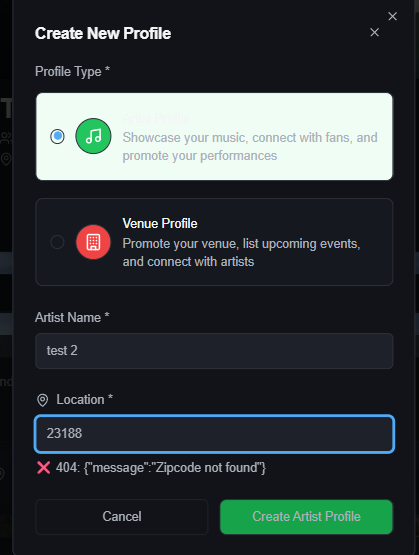 Create New Profile
Profile Type *
Showcase your music, connect with fans, and
promote your performances
Venue Profile
Promote your venue, list upcoming events,
and connect with artists
Artist Name *
test 2
Location *
23188
❌ 404: {"message":"Zipcode not found"}
Cancel
Create Artist Profile